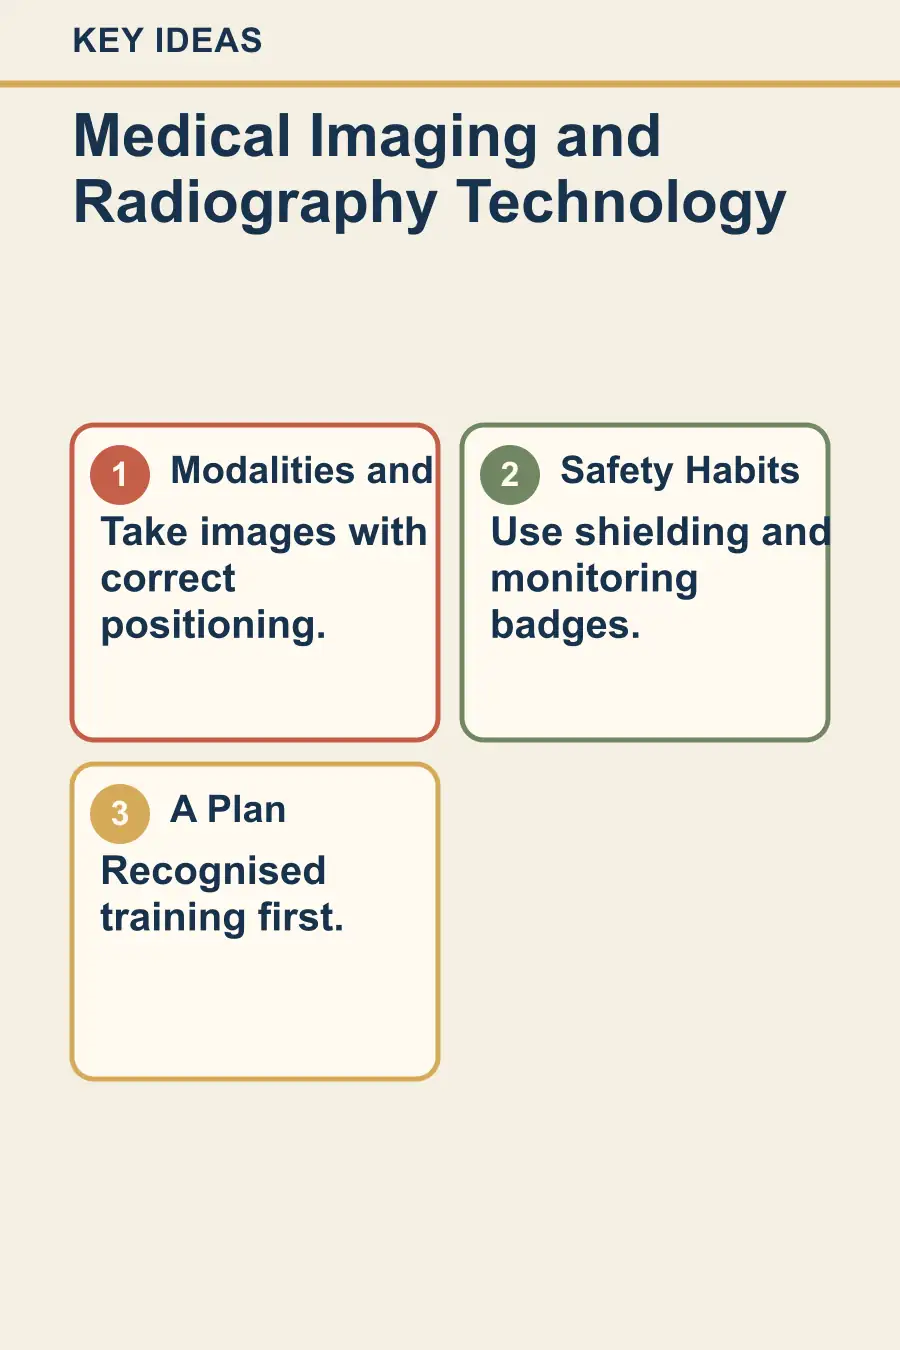 KEY IDEAS
Medical Imaging and
Radiography Technology
1 Modalities and
Take images with
correct
positioning.
2 Safety Habits
Use shielding and
monitoring
badges.
3 A Plan
Recognised
training first.